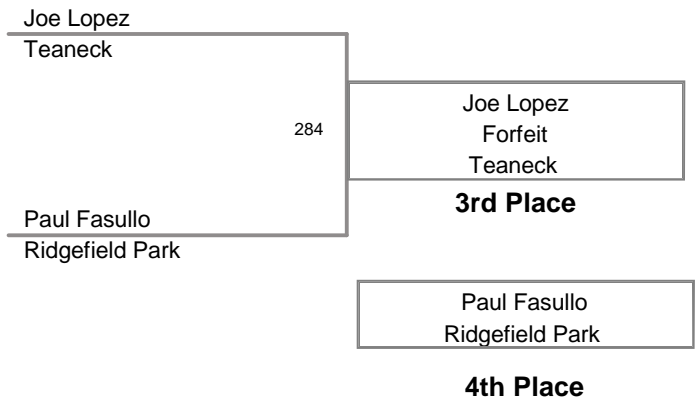 Joe Lopez
Teaneck
284
Joe Lopez
Forfeit
Teaneck
3rd Place
Paul Fasullo
Ridgefield Park
Paul Fasullo
Ridgefield Park
4th Place